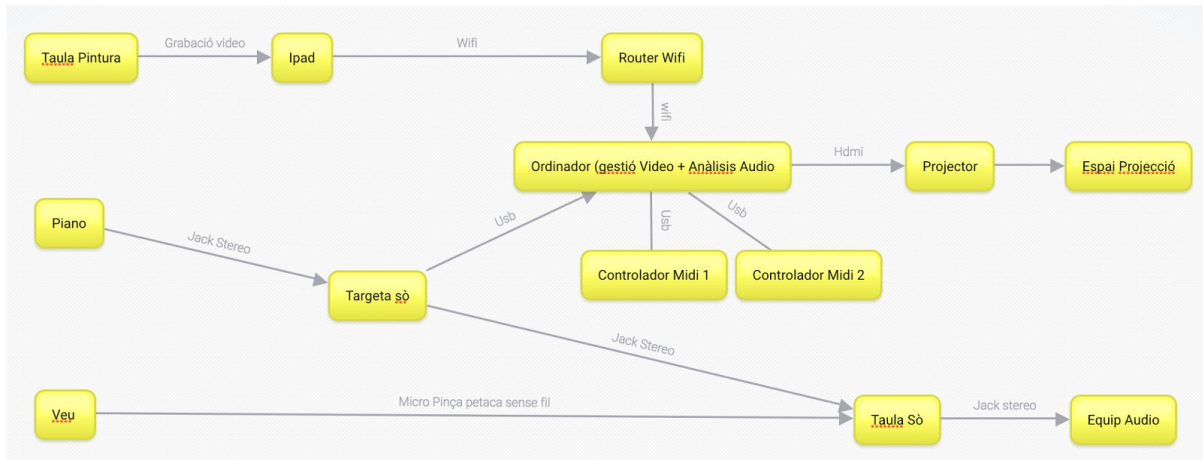 Taula Pintura
Grabació video
Ipad
Wifi
Router Wifi
wifi
Ordinador (gestió Video + Anàlisis Audio
Hdmi
Projector
Espai Projecció
Piano
Jack Stereo
Usb
Usb
Usb
Controlador Midi 1
Controlador Midi 2
Targeta sò
Jack Stereo
Veu
Micro Pinça petaca sense fil
Taula Sò
Jack stereo
Equip Audio